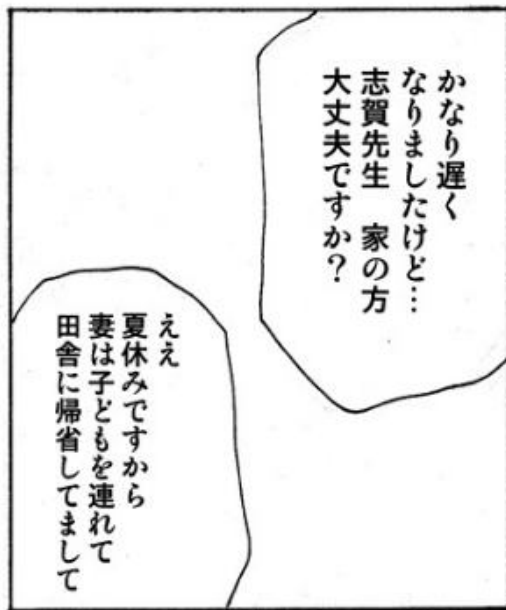 かなり遅く
なりましたけど…
志賀先生　家の方
大丈夫ですか？
ええ
夏休みですから
妻は子どもを連れて
田舎に帰省してまして